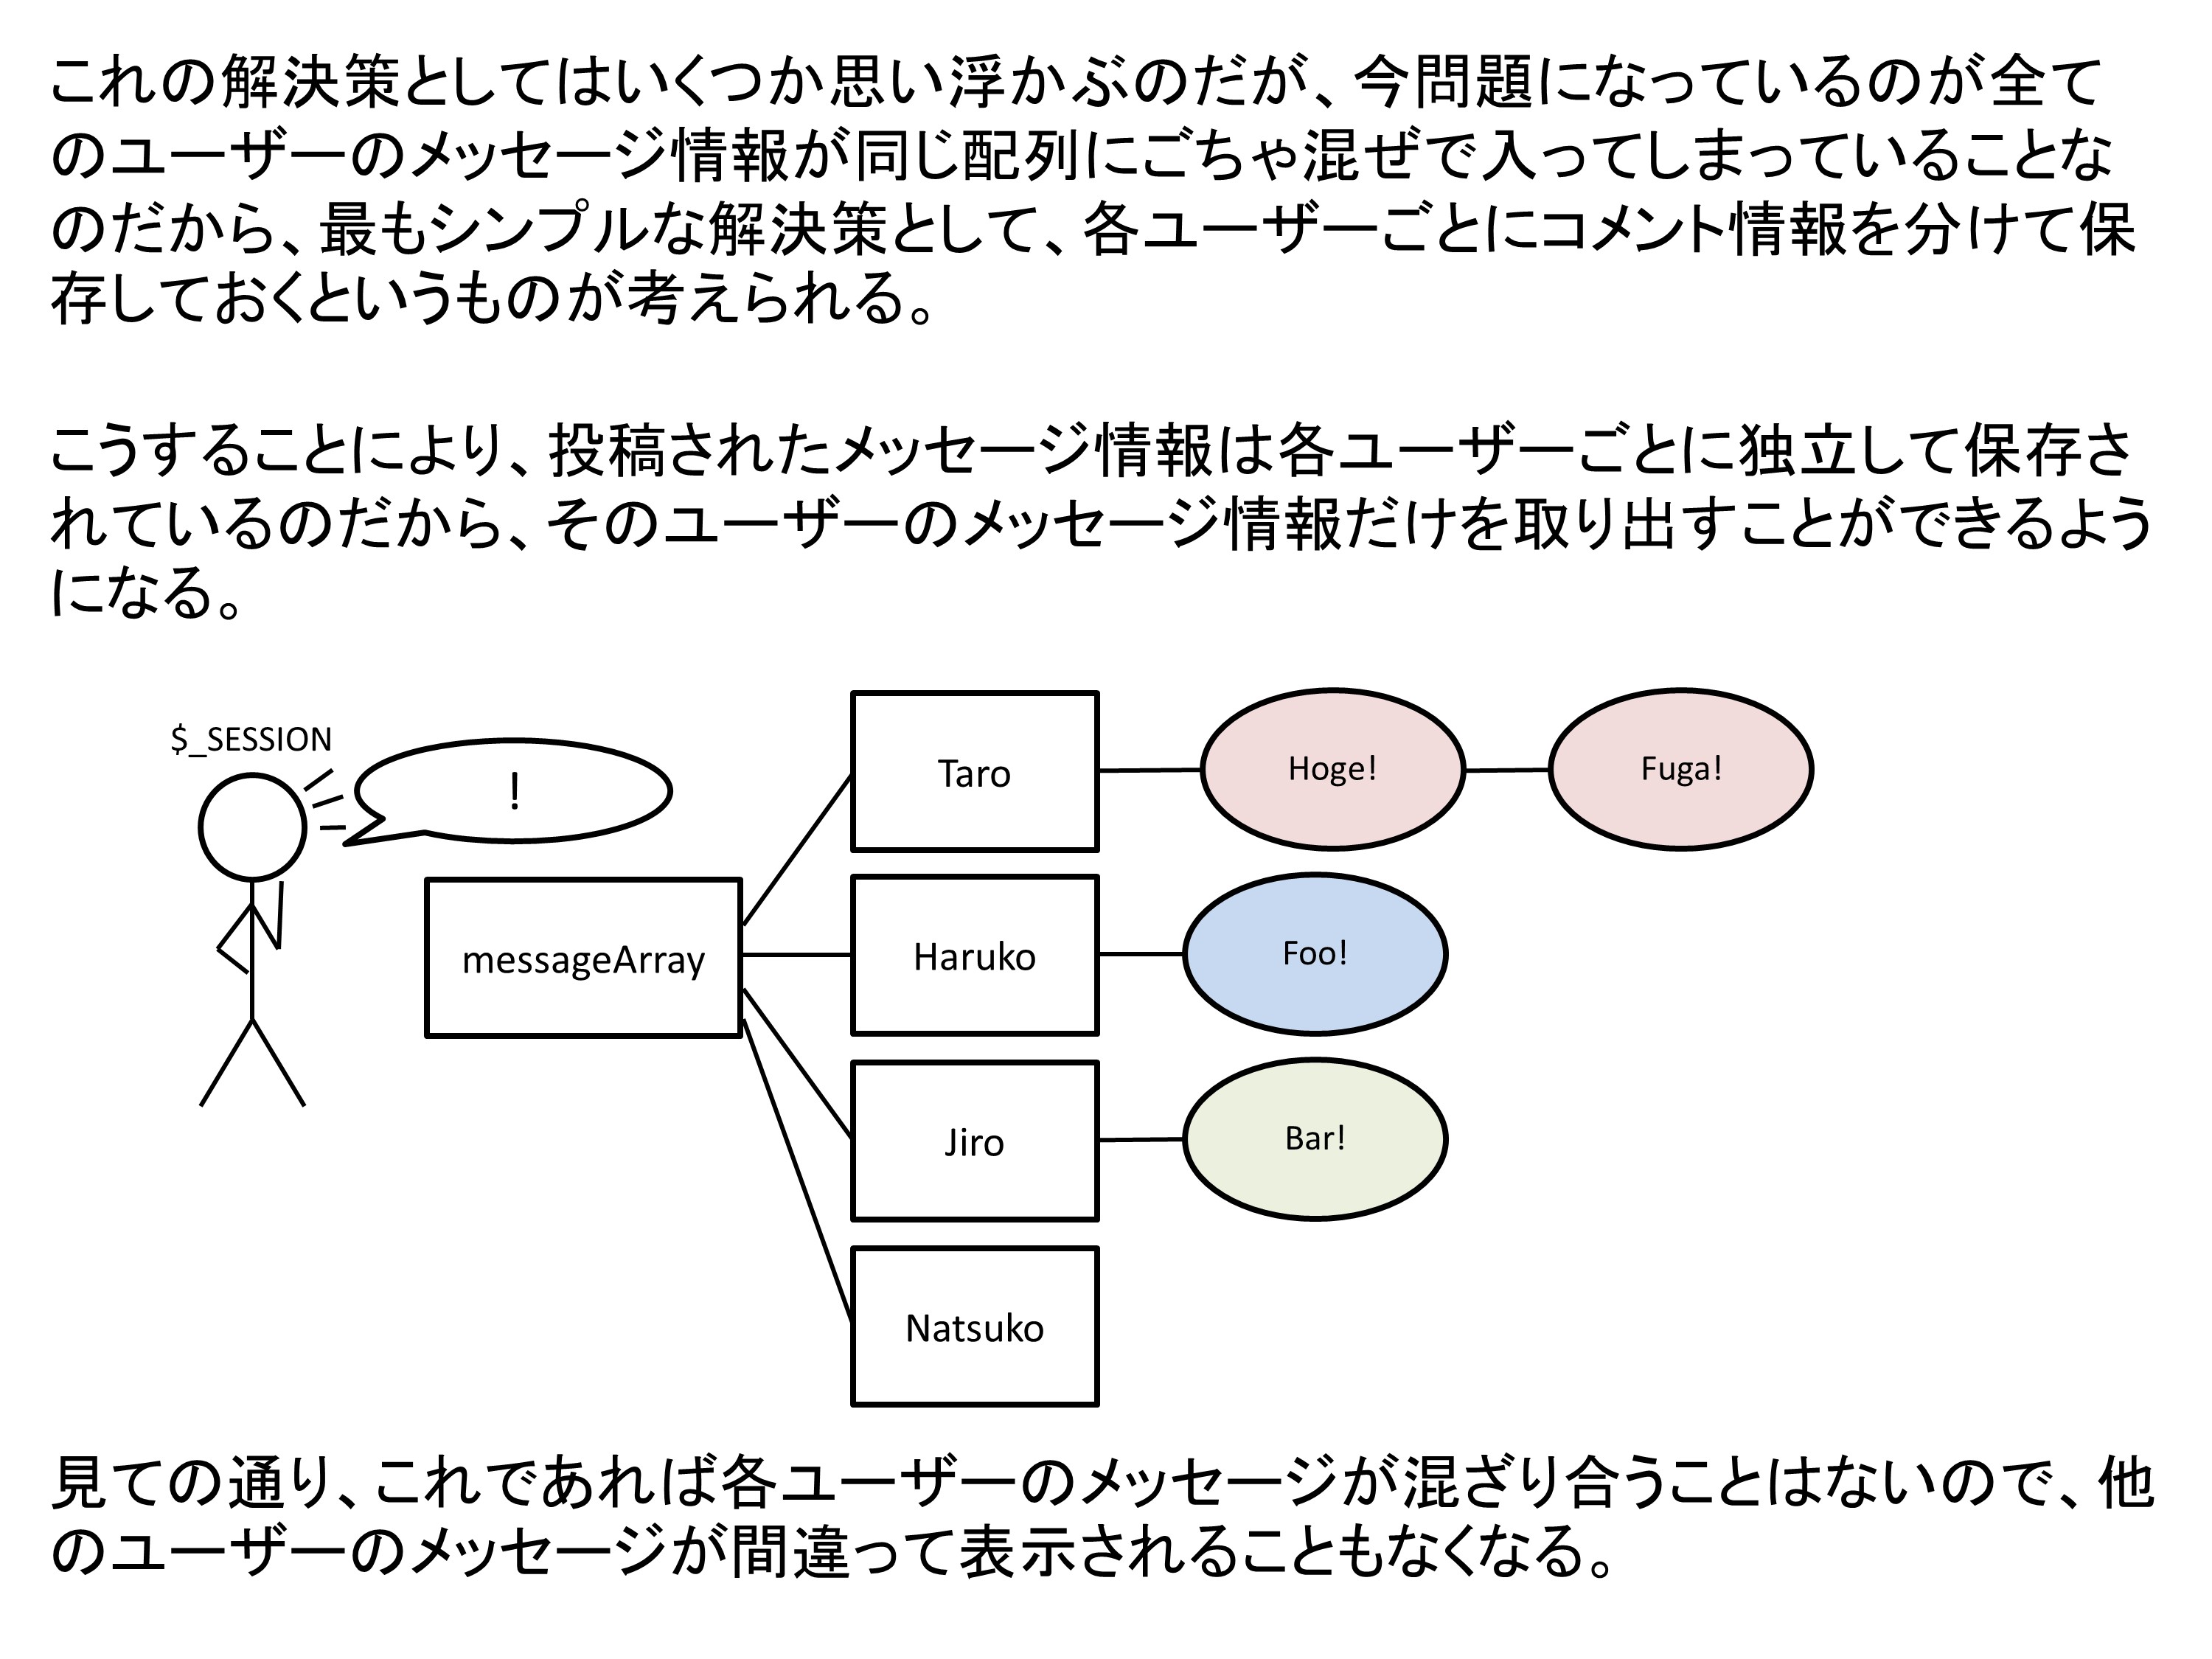 これの解決策としてはいくつか思い浮かぶのだが、今問題になっているのが全て
のユーザーのメッセージ情報が同じ配列にごちゃ混ぜで入ってしまっていることな
のだから、最もシンプルな解決策として、各ユーザーごとにコメント情報を分けて保
存しておくというものが考えられる。
こうすることにより、投稿されたメッセージ情報は各ユーザーごとに独立して保存さ
れているのだから、そのユーザーのメッセージ情報だけを取り出すことができるよう
になる。
$_SESSION
!
messageArray
Taro
Hoge!
Fuga!
Haruko
Foo!
Jiro
Bar!
Natsuko
見ての通り、これであれば各ユーザーのメッセージが混ざり合うことはないので、他
のユーザーのメッセージが間違って表示されることもなくなる。